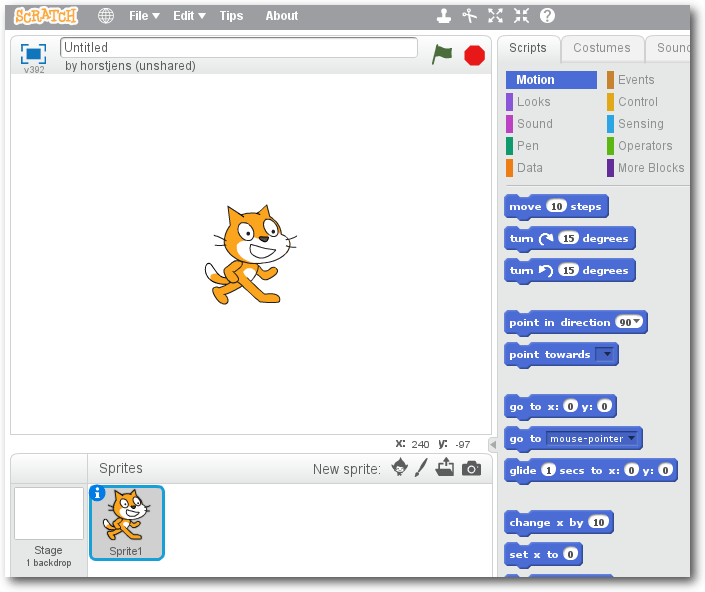 SCRATCH File Edit Tips About
Untitled
v392
by horstjens (unshared)
Scripts Costumes Soun
Motion Events
Looks Control
Sound Sensing
Pen Operators
Data More Blocks
move 10 steps
turn 15 degrees
turn 15 degrees
point in direction 90
point towards
go to x: 0 y: 0
go to mouse-pointer
glide 1 secs to x: 0 y: 0
change x by 10
set x to 0
x: 240 y: -97
Sprites New sprite:
Stage
1 backdrop
Sprite1